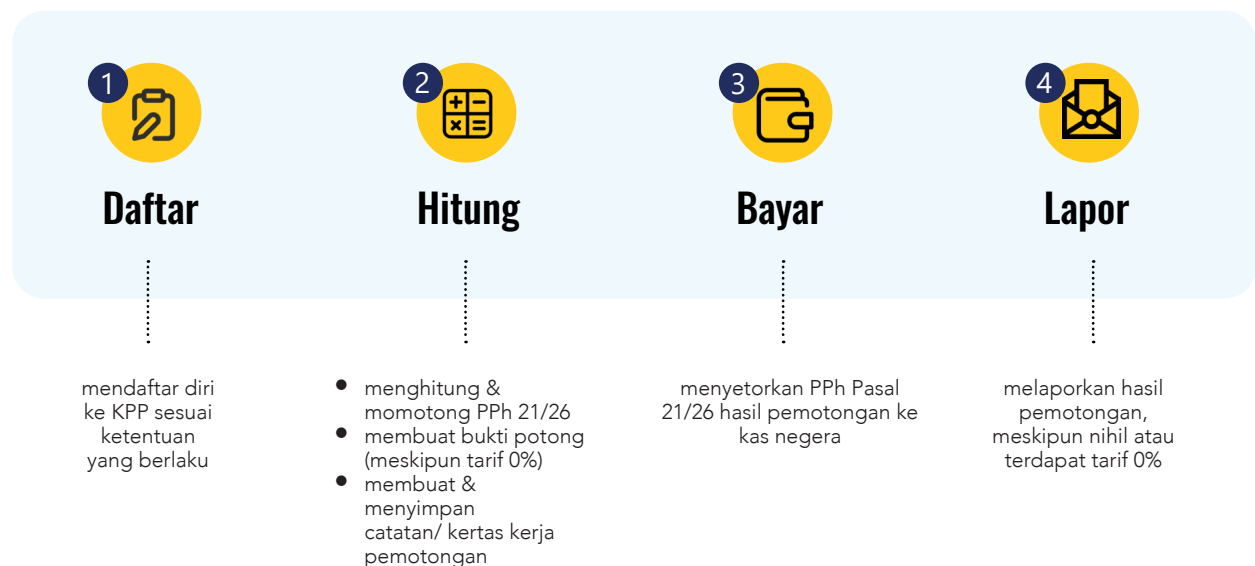 1
Daftar
mendaftar diri
ke KPP sesuai
ketentuan
yang berlaku
2
Hitung
• menghitung &
momotong PPh 21/26
• membuat bukti potong
(meskipun tarif 0%)
• membuat &
menyimpan
catatan/ kertas kerja
pemotongan
3
Bayar
menyetorkan PPh Pasal
21/26 hasil pemotongan ke
kas negera
4
Lapor
melaporkan hasil
pemotongan,
meskipun nihil atau
terdapat tarif 0%